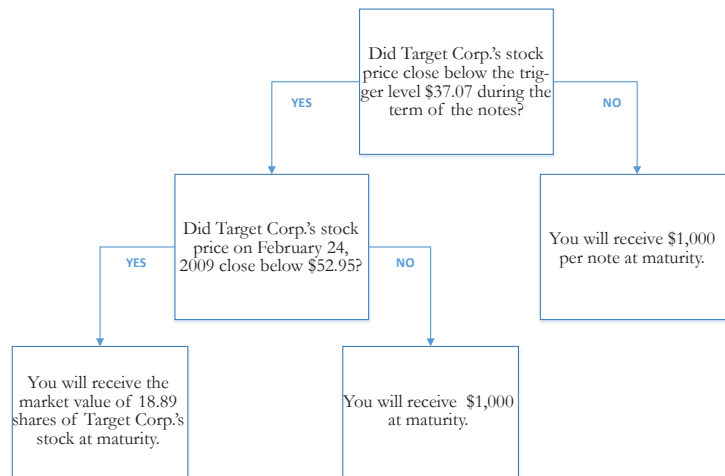 Did Target Corp.'s stock
price close below the trig-
ger level $37.07 during the
term of the notes?
YES
NO
Did Target Corp.'s stock
price on February 24,
2009 close below $52.95?
You will receive $1,000
per note at maturity.
YES
NO
You will receive the
market value of 18.89
shares of Target Corp.'s
stock at maturity.
You will receive $1,000
at maturity.